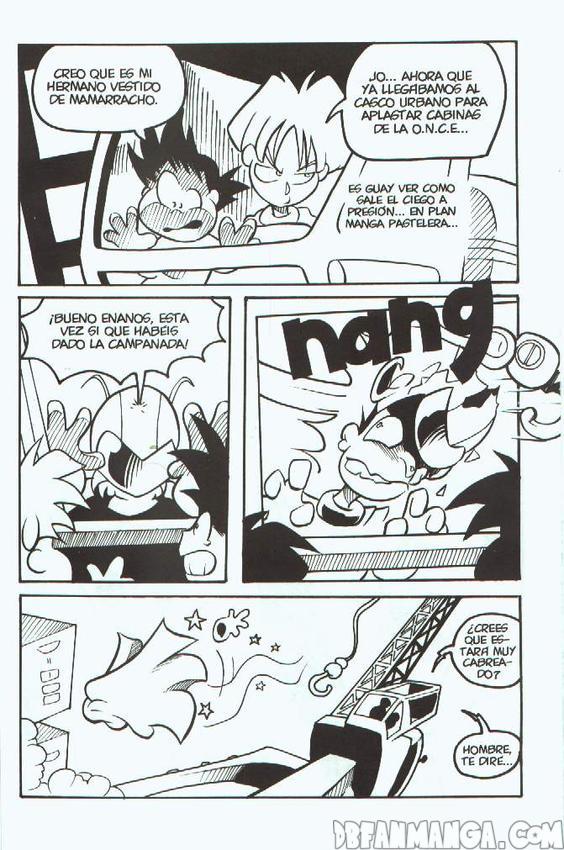 CREO QUE ES MI
HERMANO VESTIDO
DE MAMARRACHO.
JO... AHORA QUE
YA LLEGÁBAMOS AL
CASCO URBANO PARA
APLASTAR CABINAS
DE LA O.N.C.E...
ES GUAY VER COMO
SALE EL CIEGO A
PRESIÓN... EN PLAN
MANGA PASTELERA...
¡BUENO ENANOS, ESTA
VEZ SI QUE HABÉIS
DADO LA CAMPANADA!
nang
¿CREES
QUE ES-
TARÁ MUY
CABREA-
DO?
HOMBRE,
TE DIRÉ...
DBFANMANGA.COM